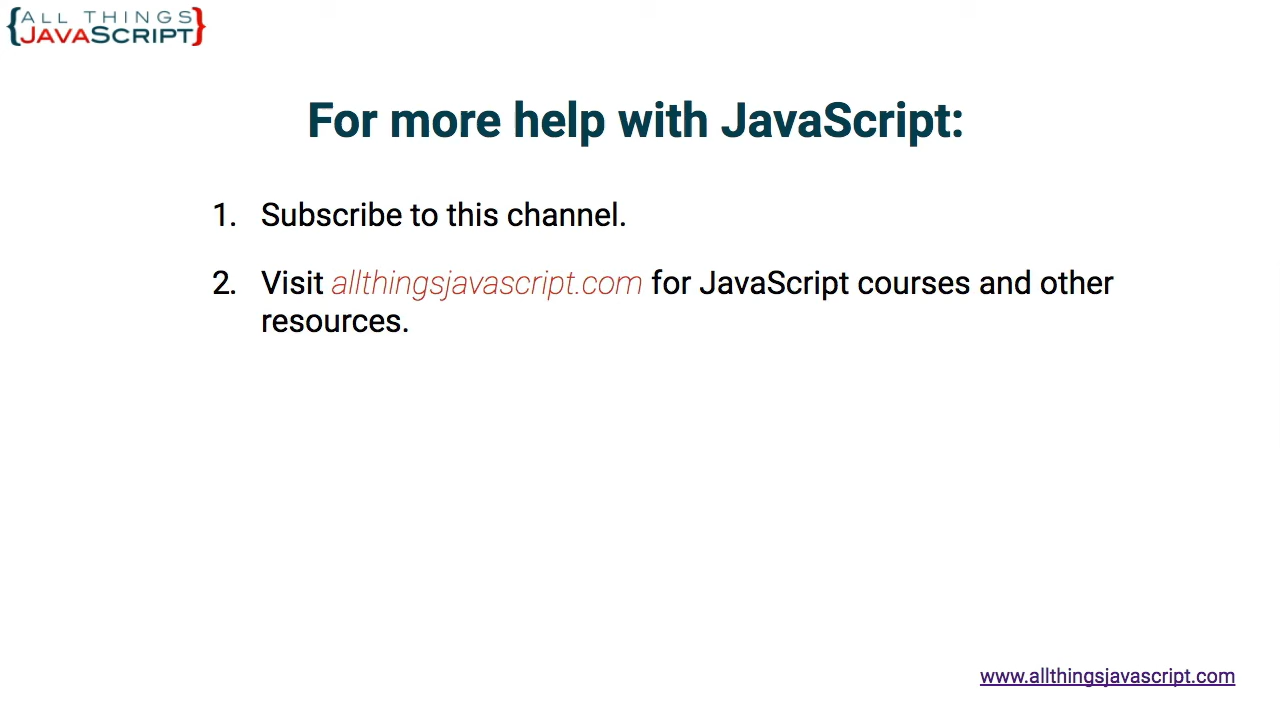 {ALL THINGS
JAVASCRIPT}
For more help with JavaScript:
1. Subscribe to this channel.
2. Visit allthingsjavascript.com for JavaScript courses and other
resources.
www.allthingsjavascript.com